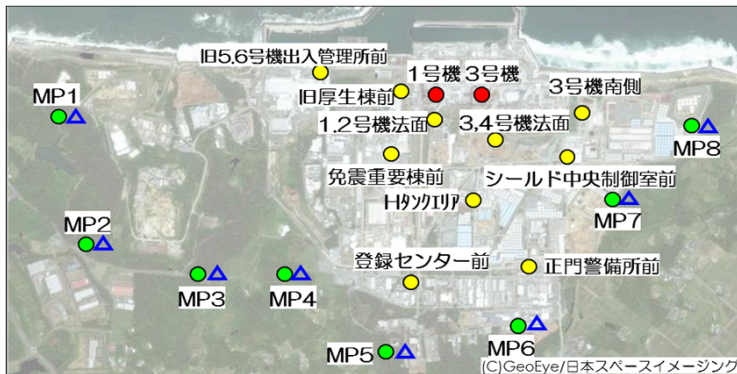 旧5.6号機出入管理所前
1号機
3号機
MP1
旧厚生棟前
3号機南側
1.2号機法面
3,4号機法面
MP8
免震重要棟前
シールド中央制御室前
Hﾀﾝｸｴﾘｱ
MP7
MP2
登録センター前
正門警備所前
MP3
MP4
MP5
MP6
(C)GeoEye/日本スペースイメージング